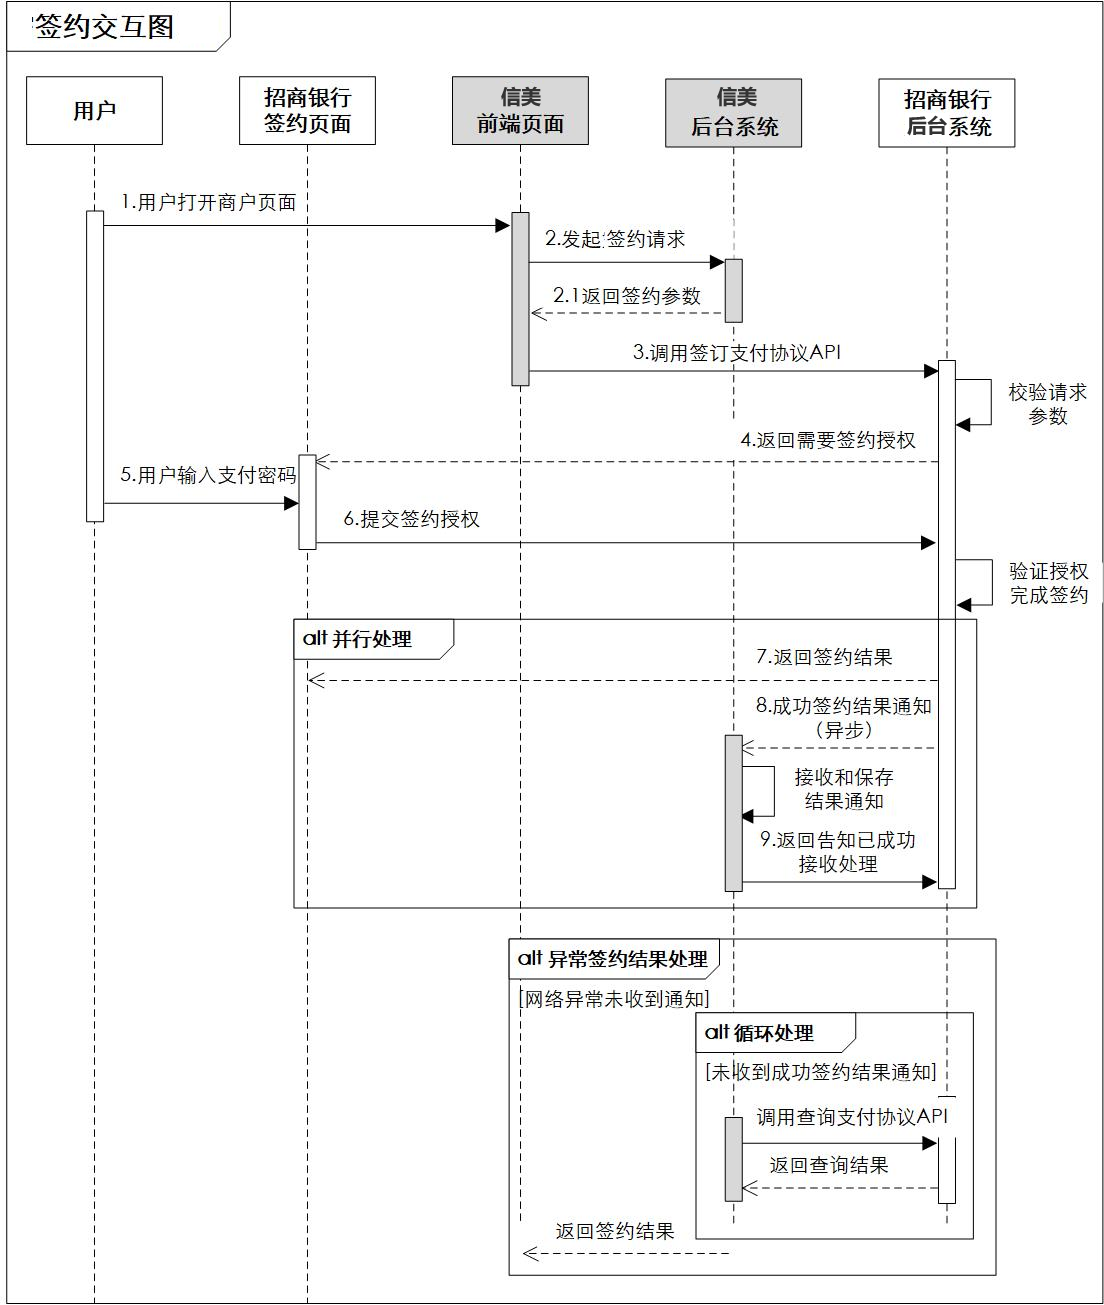 签约交互图
用户
招商银行
签约页面
信美
前端页面
信美
后台系统
招商银行
后台系统
1.用户打开商户页面
2.发起签约请求
2.1返回签约参数
3.调用签订支付协议API
校验请求
参数
4.返回需要签约授权
5.用户输入支付密码
6.提交签约授权
验证授权
完成签约
alt 并行处理
7.返回签约结果
8.成功签约结果通知
（异步）
接收和保存
结果通知
9.返回告知已成功
接收处理
alt 异常签约结果处理
[网络异常未收到通知]
alt 循环处理
[未收到成功签约结果通知]
调用查询支付协议API
返回查询结果
返回签约结果